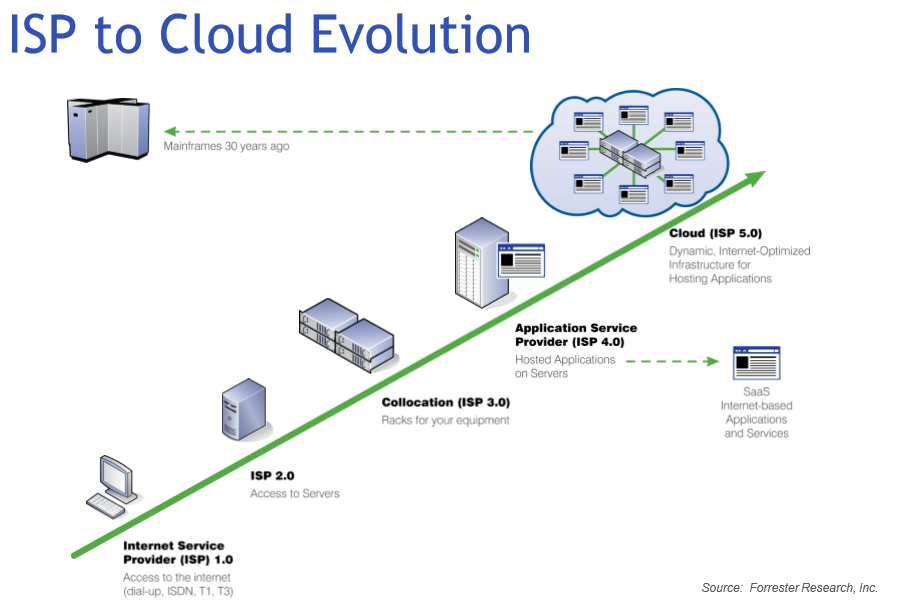 ISP to Cloud Evolution
Mainframes 30 years ago
Cloud (ISP 5.0)
Dynamic, Internet-Optimized
Infrastructure for
Hosting Applications
Application Service
Provider (ISP 4.0)
Hosted Applications
on Servers
SaaS
Internet-based
Applications
and Services
Collocation (ISP 3.0)
Racks for your equipment
ISP 2.0
Access to Servers
Internet Service
Provider (ISP) 1.0
Access to the internet
(dial-up, ISDN, T1, T3)
Source: Forrester Research, Inc.